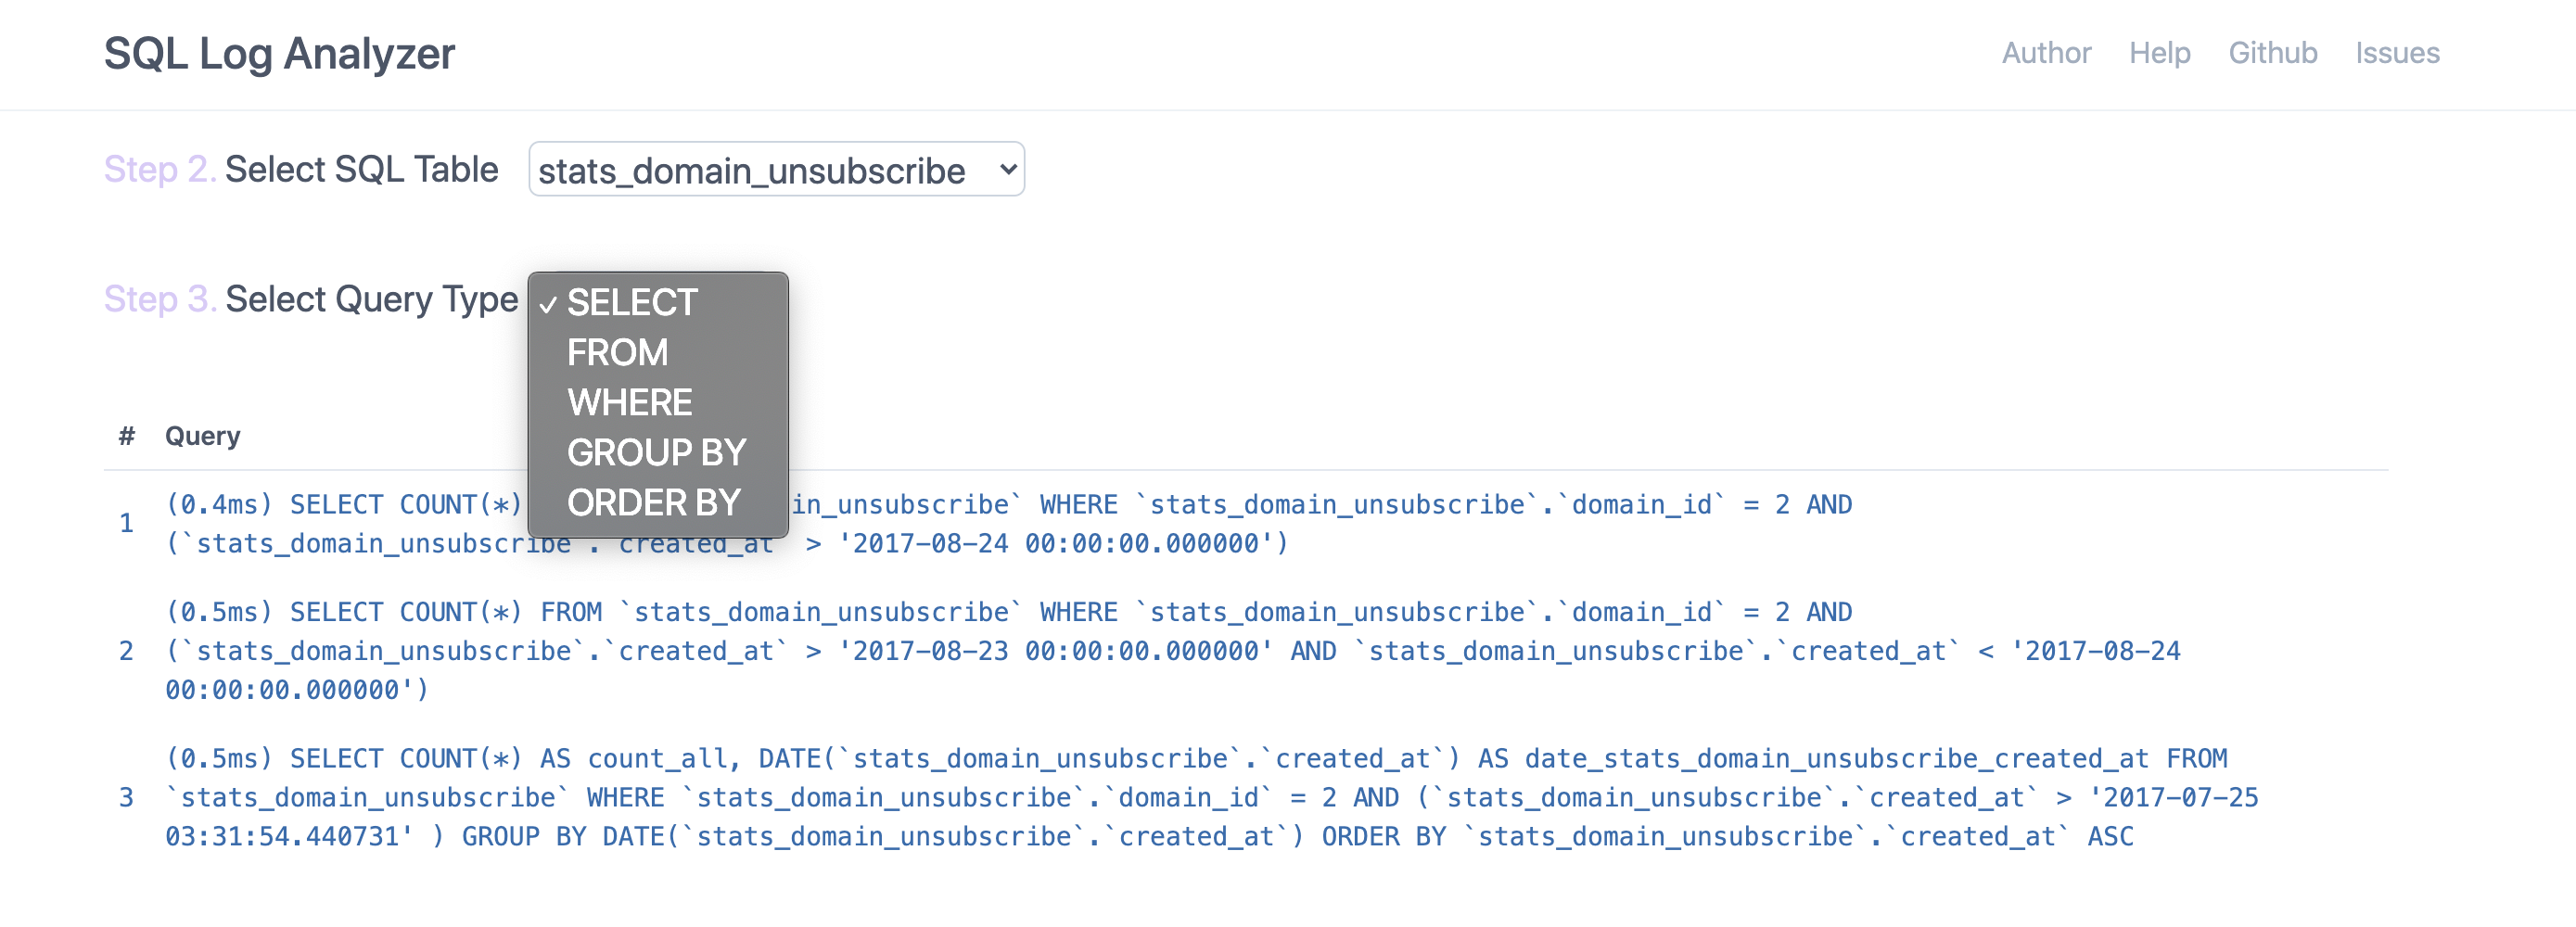 SQL Log Analyzer
Author Help Github Issues
Step 2. Select SQL Table stats_domain_unsubscribe
Step 3. Select Query Type
✓ SELECT
FROM
WHERE
GROUP BY
ORDER BY
# Query
1 (0.4ms) SELECT COUNT(*) in_unsubscribe` WHERE `stats_domain_unsubscribe`.`domain_id` = 2 AND
(`stats_domain_unsubscribe`.`created_at` > '2017-08-24 00:00:00.000000')
2 (0.5ms) SELECT COUNT(*) FROM `stats_domain_unsubscribe` WHERE `stats_domain_unsubscribe`.`domain_id` = 2 AND
(`stats_domain_unsubscribe`.`created_at` > '2017-08-23 00:00:00.000000' AND `stats_domain_unsubscribe`.`created_at` < '2017-08-24
00:00:00.000000')
3 (0.5ms) SELECT COUNT(*) AS count_all, DATE(`stats_domain_unsubscribe`.`created_at`) AS date_stats_domain_unsubscribe_created_at FROM
`stats_domain_unsubscribe` WHERE `stats_domain_unsubscribe`.`domain_id` = 2 AND (`stats_domain_unsubscribe`.`created_at` > '2017-07-25
03:31:54.440731' ) GROUP BY DATE(`stats_domain_unsubscribe`.`created_at`) ORDER BY `stats_domain_unsubscribe`.`created_at` ASC